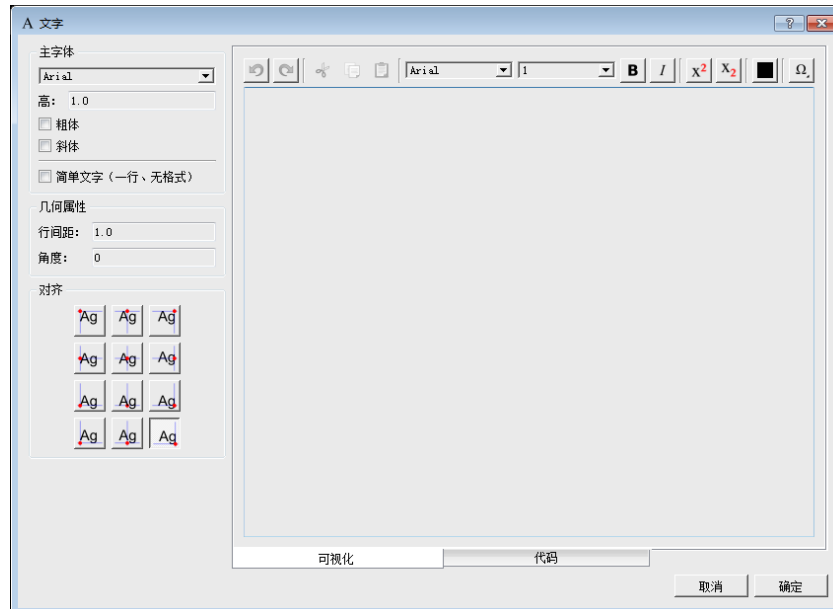 A 文字
主字体
Arial
高: 1.0
粗体
斜体
简单文字（一行、无格式）
几何属性
行间距: 1.0
角度: 0
对齐
Ag Ag Ag
Ag Ag Ag
Ag Ag Ag
Ag Ag Ag
Arial 1 B I X² X₂ Ω
可视化 代码
取消 确定